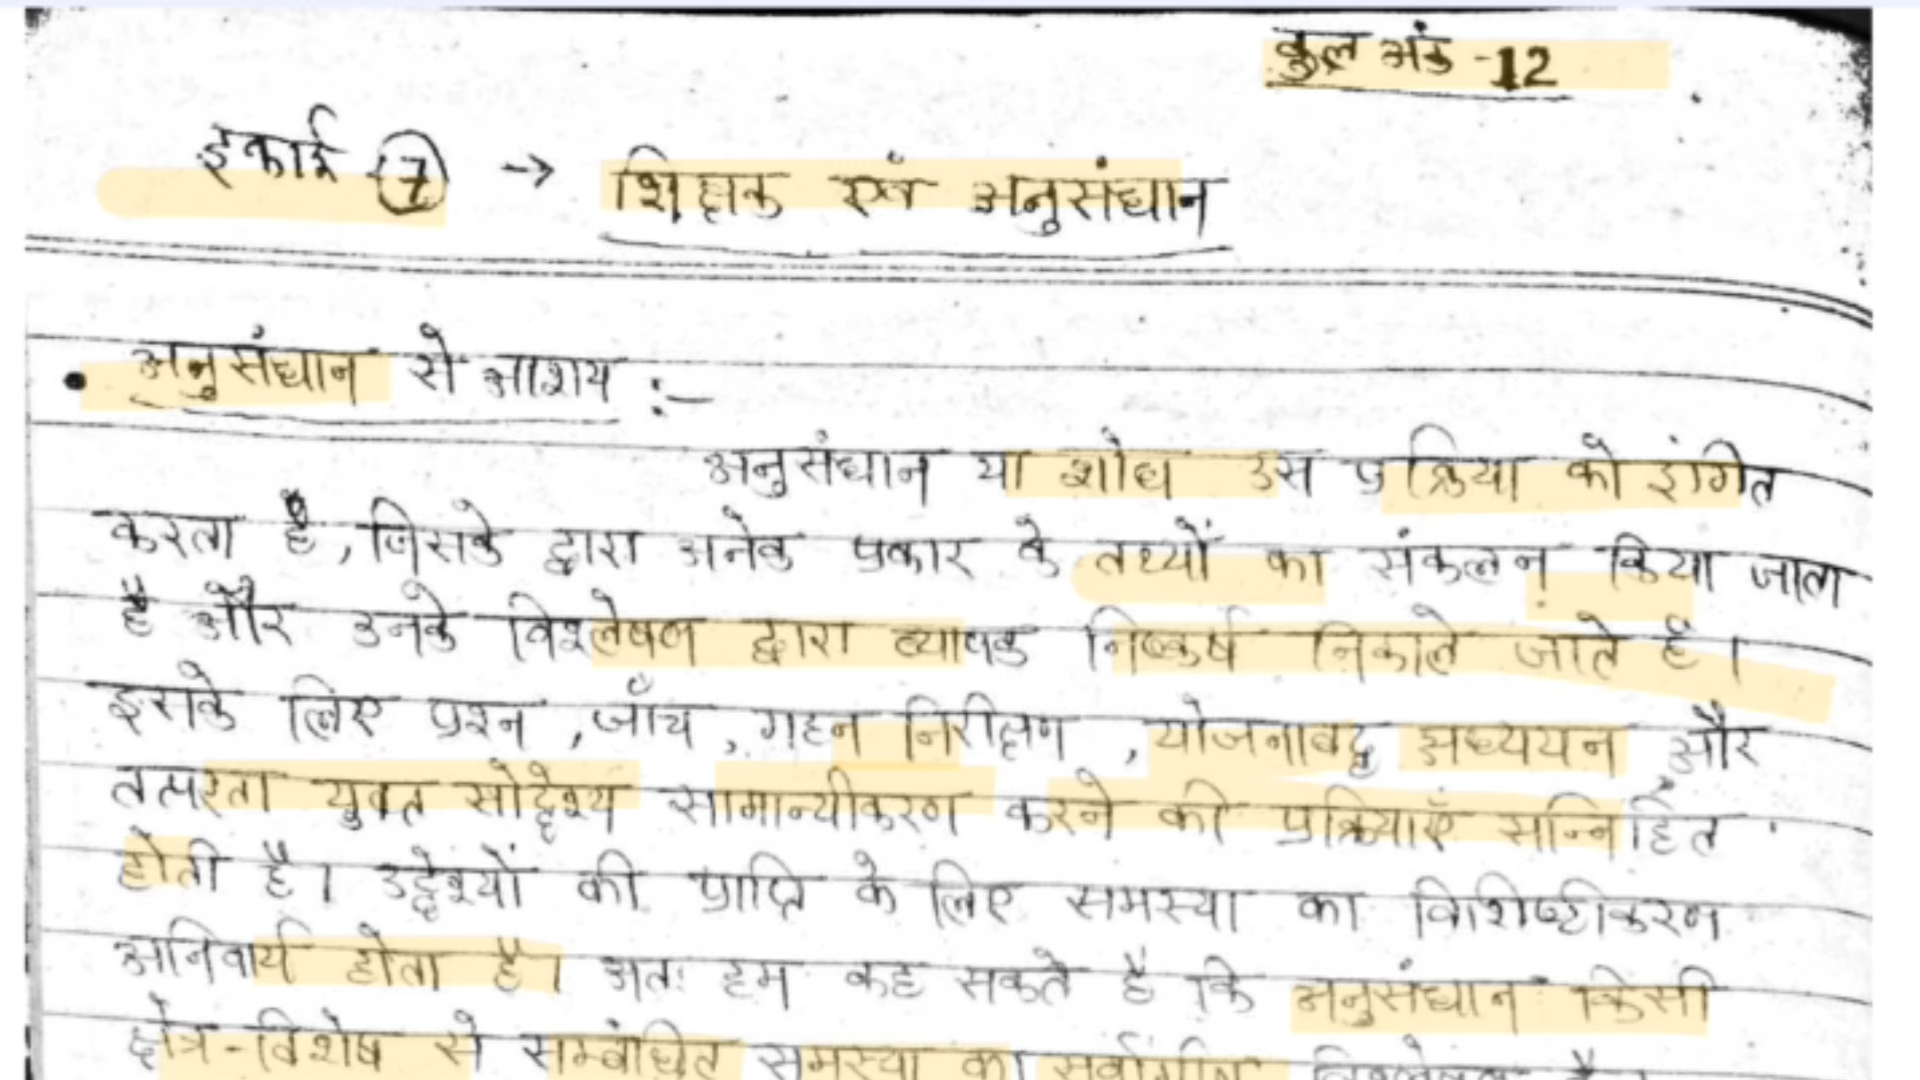 कुल अंक -12
इकाई (7) → शिक्षक एवं अनुसंधान
• अनुसंधान से आशय :-
अनुसंधान या शोध उस प्रक्रिया को इंगित
करता है, जिसके द्वारा अनेक प्रकार के तथ्यों का संकलन किया जाता
है और उनके विश्लेषण द्वारा व्यापक निष्कर्ष निकाले जाते है।
इसके लिए प्रश्न, जाँच, गहन निरीक्षण, योजनाबद्ध अध्ययन और
तत्परता युक्त सोद्देश्य सामान्यीकरण करने की प्रक्रियाएँ सन्निहित
होती है। उद्देश्यों की प्राप्ति के लिए समस्या का विशिष्टीकरण
अनिवार्य होता है। अतः हम कह सकते है कि अनुसंधान किसी
क्षेत्र-विशेष से सम्बंधित समस्या का सर्वांगीण विश्लेषण है।